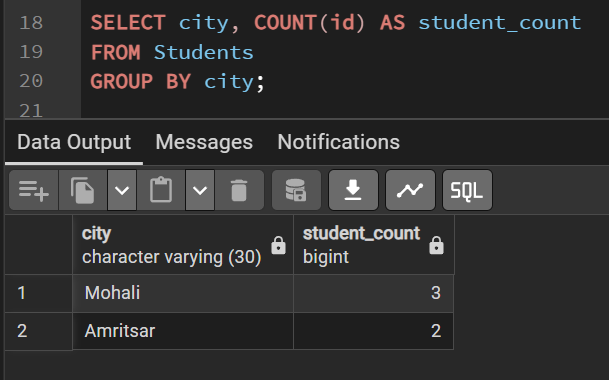 18 SELECT city, COUNT(id) AS student_count
19 FROM Students
20 GROUP BY city;
21
Data Output Messages Notifications
SQL
city student_count
character varying (30) bigint
1 Mohali 3
2 Amritsar 2